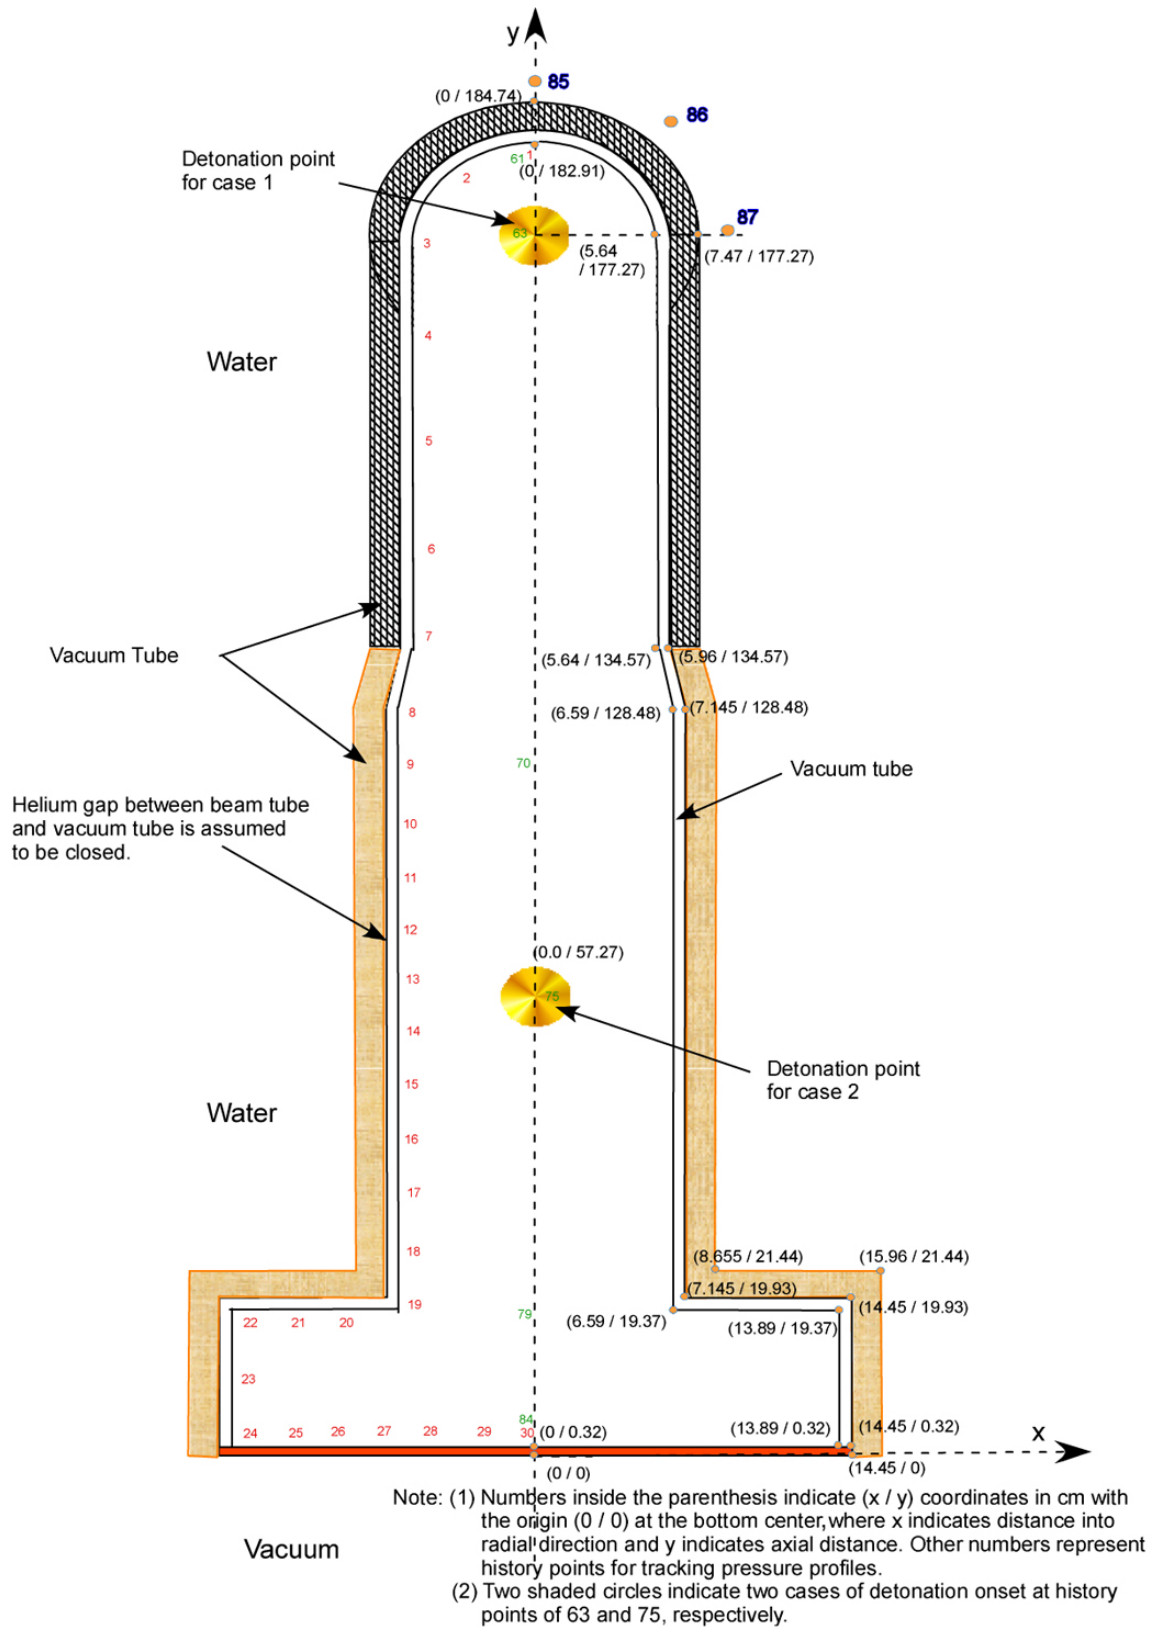 y
85
(0 / 184.74)
86
Detonation point
for case 1
61
1
(0 / 182.91)
2
87
63
3
(5.64
/ 177.27)
(7.47 / 177.27)
4
Water
5
6
7
Vacuum Tube
(5.64 / 134.57)
(5.96 / 134.57)
8
(6.59 / 128.48)
(7.145 / 128.48)
9
70
Vacuum tube
Helium gap between beam tube
and vacuum tube is assumed
to be closed.
10
11
12
(0.0 / 57.27)
13
75
14
Detonation point
for case 2
15
Water
16
17
18
(8.655 / 21.44)
(15.96 / 21.44)
(7.145 / 19.93)
19
(14.45 / 19.93)
79
22
21
20
(6.59 / 19.37)
(13.89 / 19.37)
23
84
24
25
26
27
28
29
30
(0 / 0.32)
(13.89 / 0.32)
(14.45 / 0.32)
x
(0 / 0)
(14.45 / 0)
Note: (1) Numbers inside the parenthesis indicate (x / y) coordinates in cm with
the origin (0 / 0) at the bottom center,where x indicates distance into
radial direction and y indicates axial distance. Other numbers represent
history points for tracking pressure profiles.
Vacuum
(2) Two shaded circles indicate two cases of detonation onset at history
points of 63 and 75, respectively.